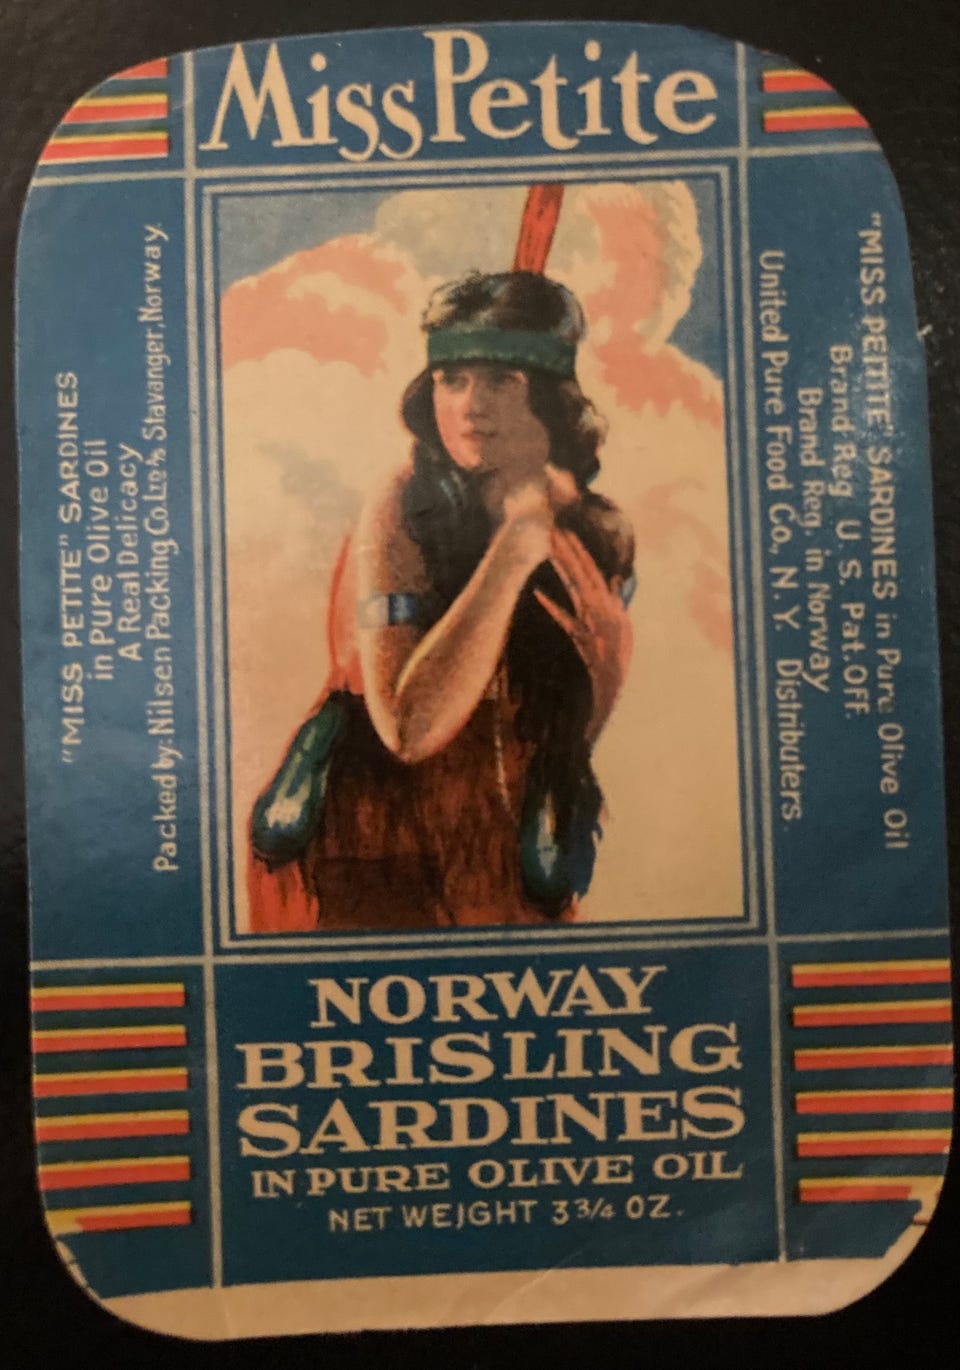 Miss Petite
"MISS PETITE" SARDINES
in Pure Olive Oil
A Real Delicacy
Packed by: Nilsen Packing Co. Ltd's Stavanger, Norway.
"MISS PETITE" SARDINES in Pure Olive Oil
Brand Reg U. S. Pat. OFF.
Brand Reg. in Norway
United Pure Food Co., N. Y. Distributers.
NORWAY
BRISLING
SARDINES
IN PURE OLIVE OIL
NET WEIGHT 3 3/4 OZ.